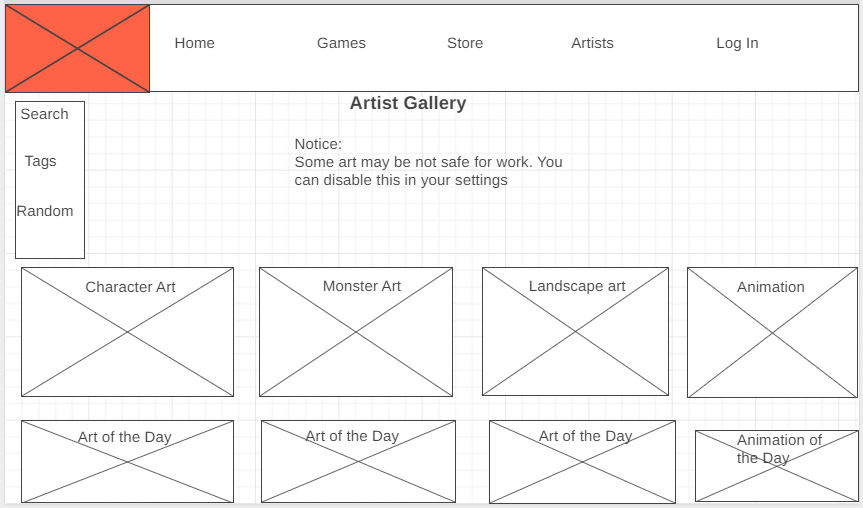 Home Games Store Artists Log In
Artist Gallery
Search
Tags
Random
Notice:
Some art may be not safe for work. You
can disable this in your settings
Character Art
Monster Art
Landscape art
Animation
Art of the Day
Art of the Day
Art of the Day
Animation of
the Day